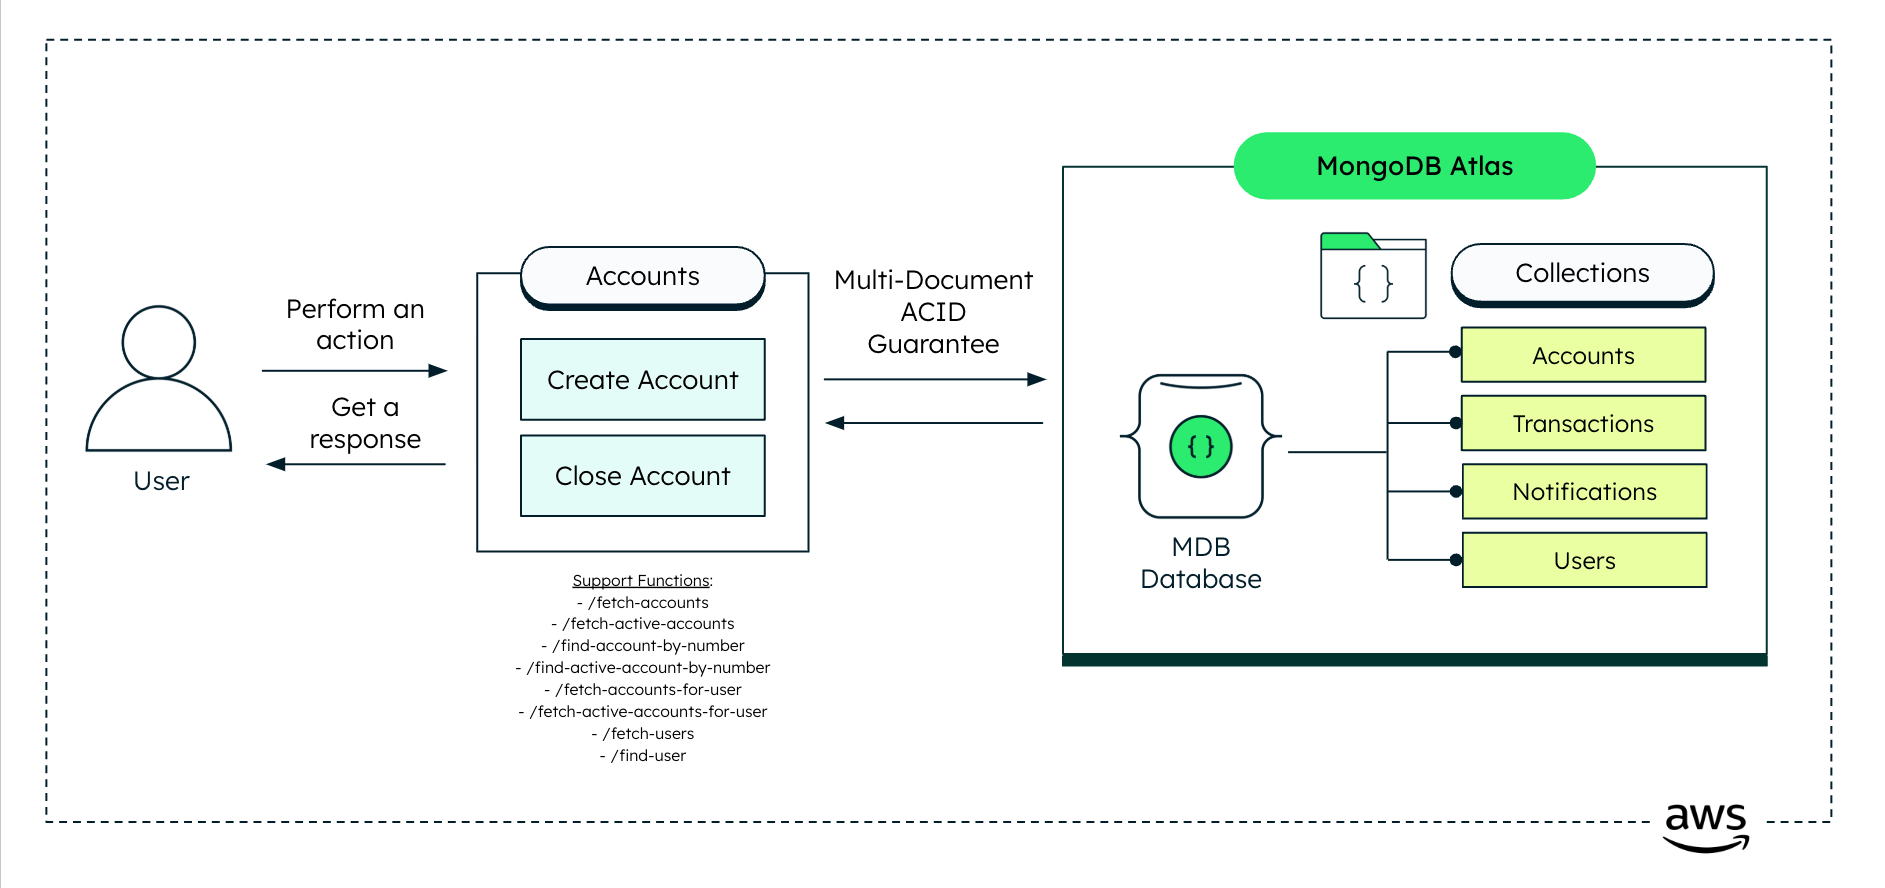 MongoDB Atlas
Perform an
action
Get a
response
User
Accounts
Create Account
Close Account
Support Functions:
- /fetch-accounts
- /fetch-active-accounts
- /find-account-by-number
- /find-active-account-by-number
- /fetch-accounts-for-user
- /fetch-active-accounts-for-user
- /fetch-users
- /find-user
Multi-Document
ACID
Guarantee
{ }
Collections
{ }
MDB
Database
Accounts
Transactions
Notifications
Users
aws